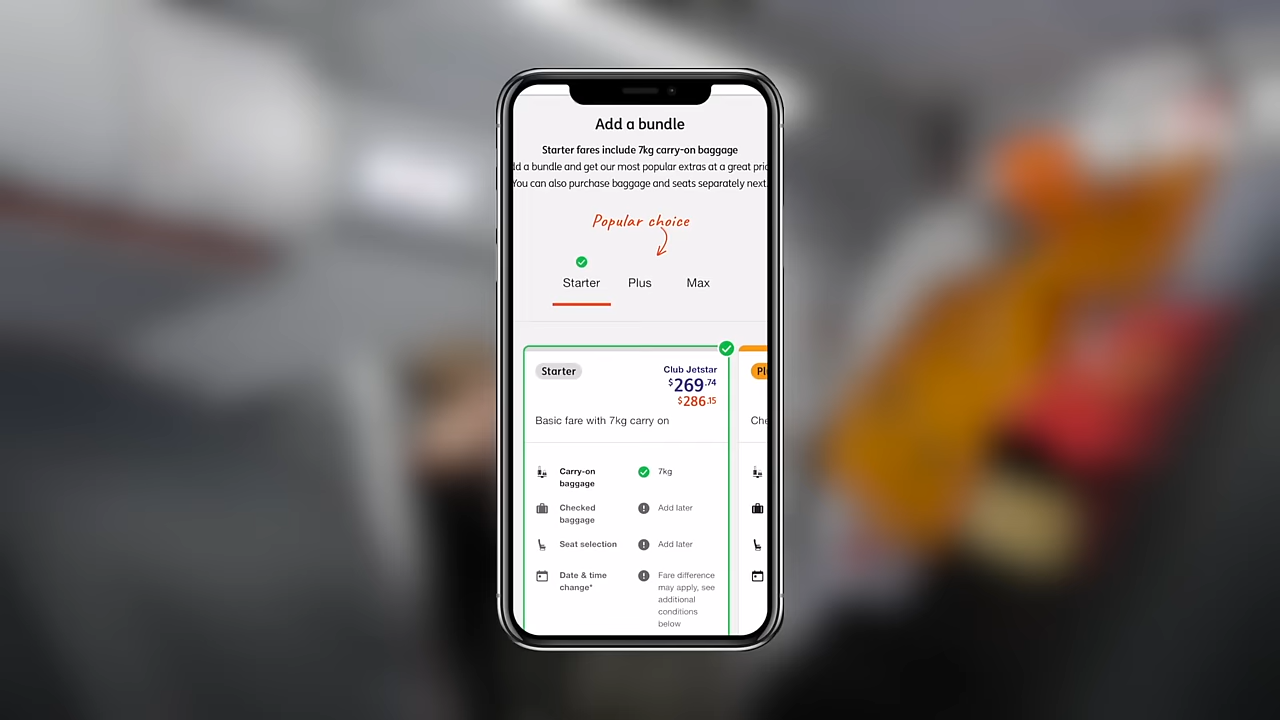 Add a bundle
Starter fares include 7kg carry-on baggage
dd a bundle and get our most popular extras at a great pric
You can also purchase baggage and seats separately next.
Popular choice
Starter Plus Max
Starter
Club Jetstar
$269.74
$286.15
Basic fare with 7kg carry on
Carry-on
baggage
7kg
Checked
baggage
Add later
Seat selection
Add later
Date & time
change*
Fare difference
may apply, see
additional
conditions
below
Pl
Che